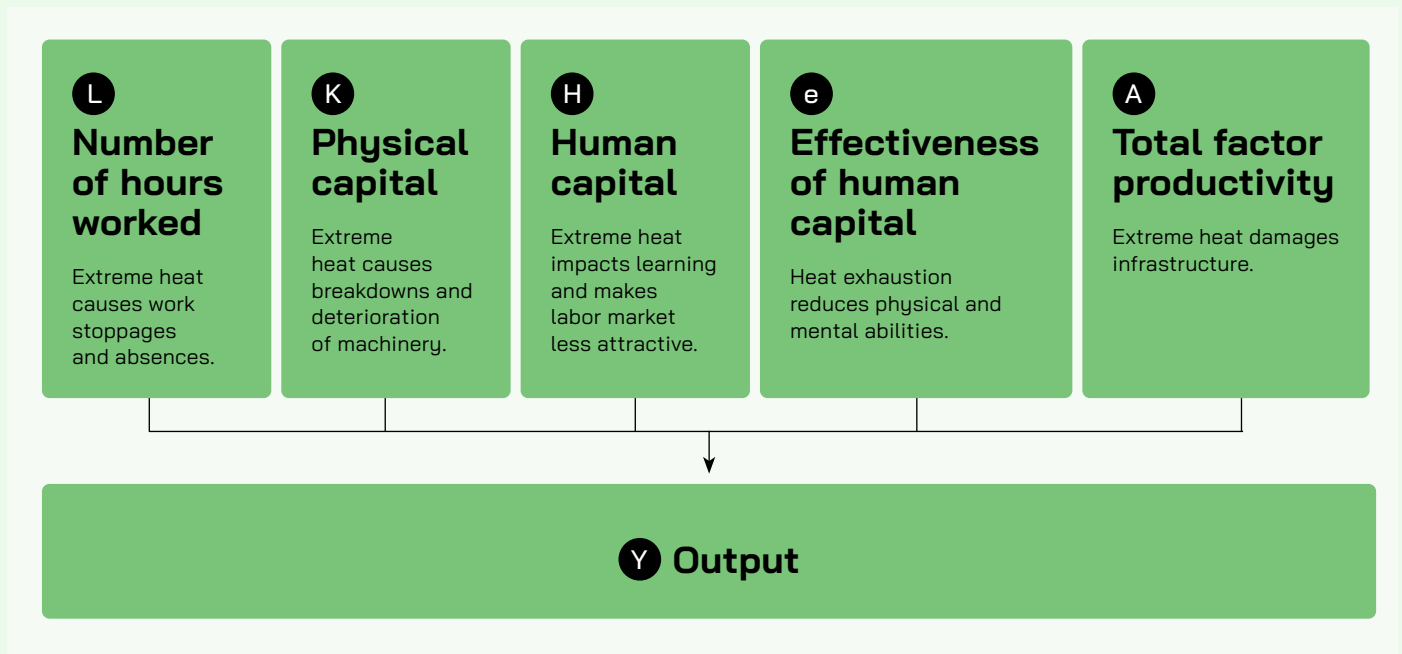 L
Number
of hours
worked
Extreme heat
causes work
stoppages
and absences.
K
Physical
capital
Extreme
heat causes
breakdowns and
deterioration
of machinery.
H
Human
capital
Extreme heat
impacts learning
and makes
labor market
less attractive.
e
Effectiveness
of human
capital
Heat exhaustion
reduces physical and
mental abilities.
A
Total factor
productivity
Extreme heat damages
infrastructure.
Y Output